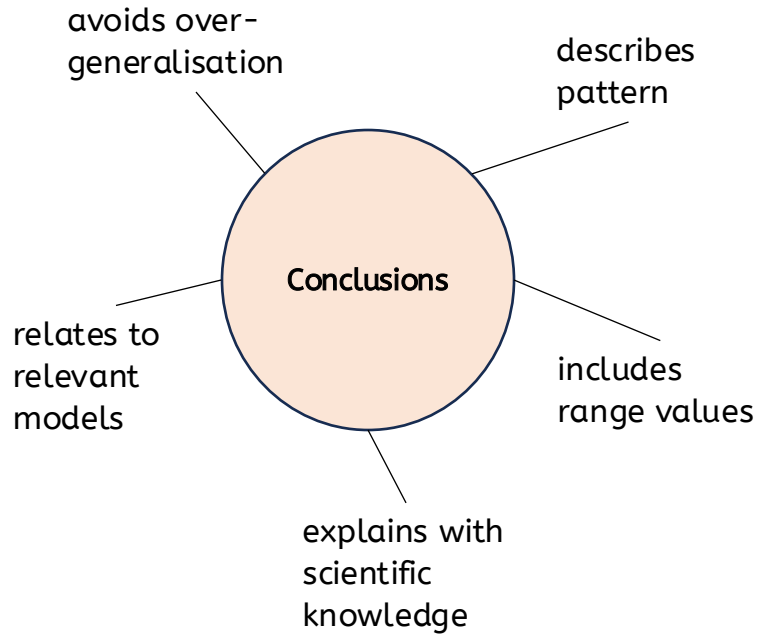 avoids over-
generalisation
describes
pattern
Conclusions
relates to
relevant
models
includes
range values
explains with
scientific
knowledge